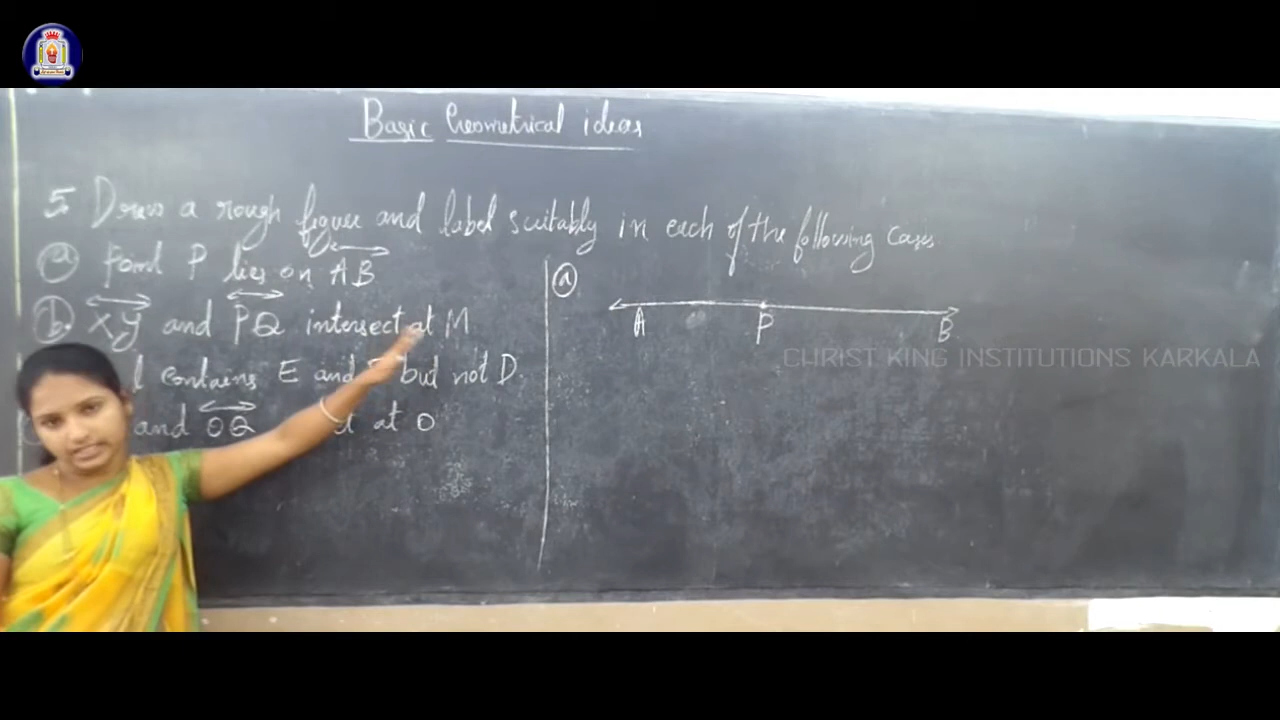 Basic Geometrical ideas
5. Draw a rough figure and label suitably in each of the following cases.
(a) Point P lies on AB
(b). XY and PQ intersect at M
l contains E and but not D.
and OQ at O
(a)
A P B
CHRIST KING INSTITUTIONS KARKALA